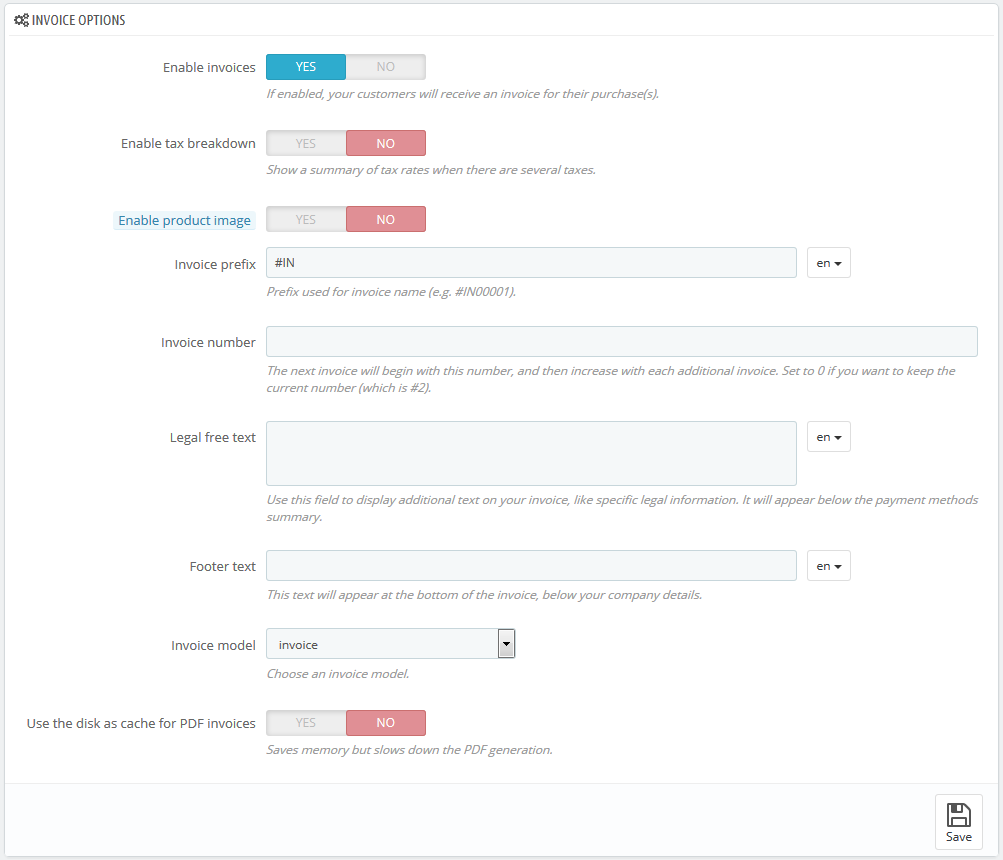 INVOICE OPTIONS
Enable invoices YES NO
If enabled, your customers will receive an invoice for their purchase(s).
Enable tax breakdown YES NO
Show a summary of tax rates when there are several taxes.
Enable product image YES NO
Invoice prefix #IN en
Prefix used for invoice name (e.g. #IN00001).
Invoice number
The next invoice will begin with this number, and then increase with each additional invoice. Set to 0 if you want to keep the
current number (which is #2).
Legal free text en
Use this field to display additional text on your invoice, like specific legal information. It will appear below the payment methods
summary.
Footer text en
This text will appear at the bottom of the invoice, below your company details.
Invoice model invoice
Choose an invoice model.
Use the disk as cache for PDF invoices YES NO
Saves memory but slows down the PDF generation.
Save